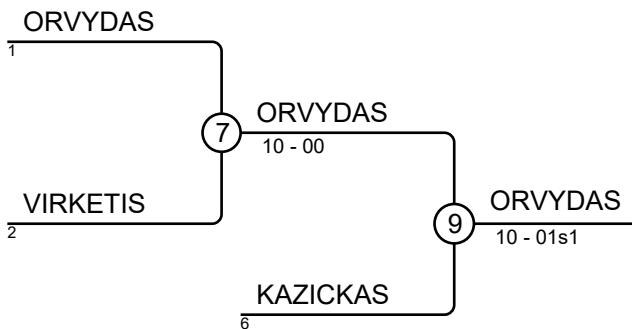 ORVYDAS
1
7
ORVYDAS
10 - 00
VIRKETIS
2
9
ORVYDAS
10 - 01s1
KAZICKAS
6